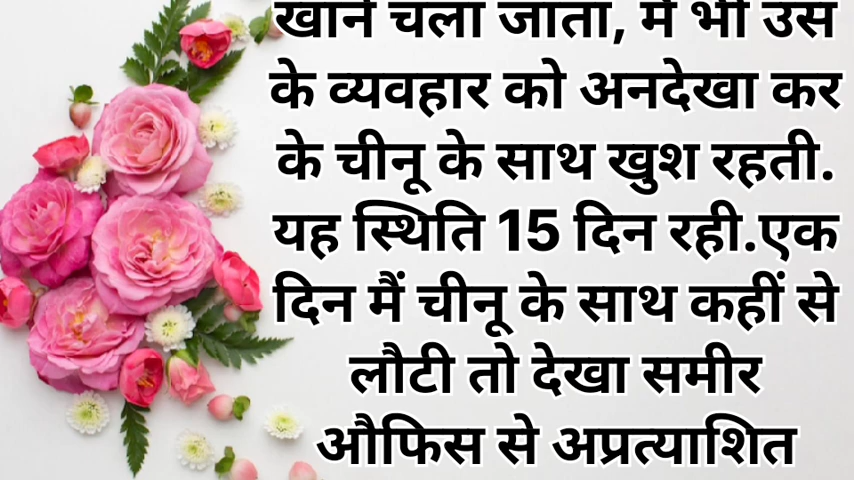 खाने चला जाता, मैं भी उस
के व्यवहार को अनदेखा कर
के चीनू के साथ खुश रहती.
यह स्थिति 15 दिन रही.एक
दिन मैं चीनू के साथ कहीं से
लौटी तो देखा समीर
औफिस से अप्रत्याशित